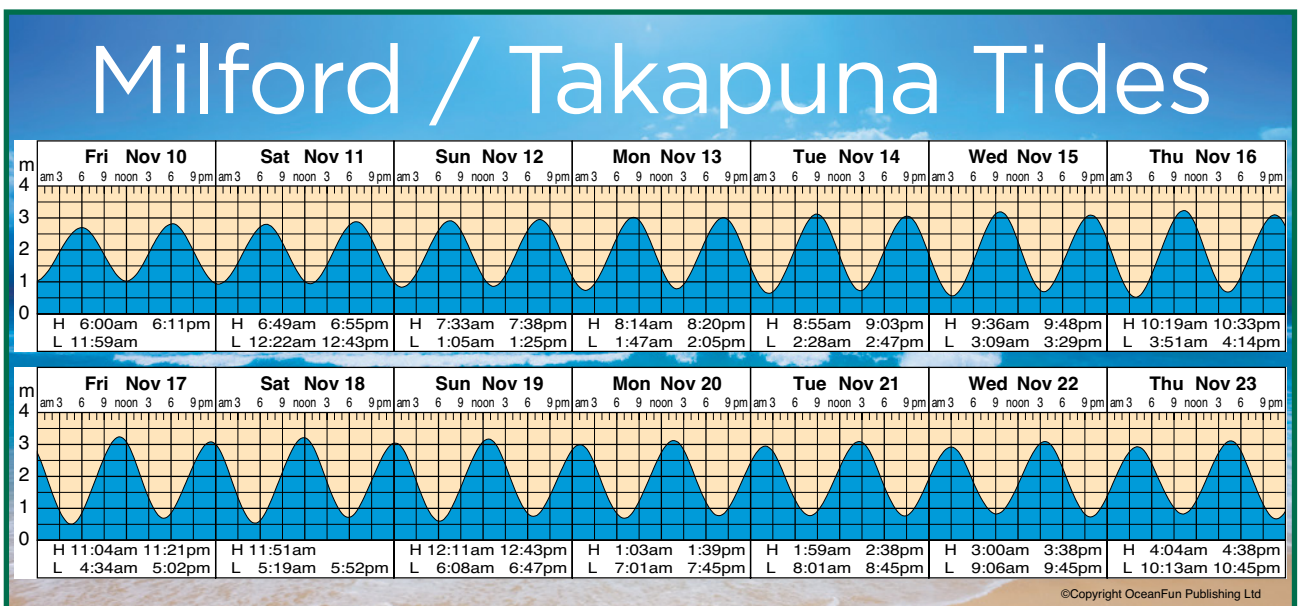 Milford / Takapuna Tides
Fri Nov 10 Sat Nov 11 Sun Nov 12 Mon Nov 13 Tue Nov 14 Wed Nov 15 Thu Nov 16
m am 3 6 9 noon 3 6 9 pm am 3 6 9 noon 3 6 9 pm am 3 6 9 noon 3 6 9 pm am 3 6 9 noon 3 6 9 pm am 3 6 9 noon 3 6 9 pm am 3 6 9 noon 3 6 9 pm am 3 6 9 noon 3 6 9 pm
4
3
2
1
0
H 6:00am 6:11pm H 6:49am 6:55pm H 7:33am 7:38pm H 8:14am 8:20pm H 8:55am 9:03pm H 9:36am 9:48pm H 10:19am 10:33pm
L 11:59am L 12:22am 12:43pm L 1:05am 1:25pm L 1:47am 2:05pm L 2:28am 2:47pm L 3:09am 3:29pm L 3:51am 4:14pm
Fri Nov 17 Sat Nov 18 Sun Nov 19 Mon Nov 20 Tue Nov 21 Wed Nov 22 Thu Nov 23
m am 3 6 9 noon 3 6 9 pm am 3 6 9 noon 3 6 9 pm am 3 6 9 noon 3 6 9 pm am 3 6 9 noon 3 6 9 pm am 3 6 9 noon 3 6 9 pm am 3 6 9 noon 3 6 9 pm am 3 6 9 noon 3 6 9 pm
4
3
2
1
0
H 11:04am 11:21pm H 11:51am H 12:11am 12:43pm H 1:03am 1:39pm H 1:59am 2:38pm H 3:00am 3:38pm H 4:04am 4:38pm
L 4:34am 5:02pm L 5:19am 5:52pm L 6:08am 6:47pm L 7:01am 7:45pm L 8:01am 8:45pm L 9:06am 9:45pm L 10:13am 10:45pm
©Copyright OceanFun Publishing Ltd